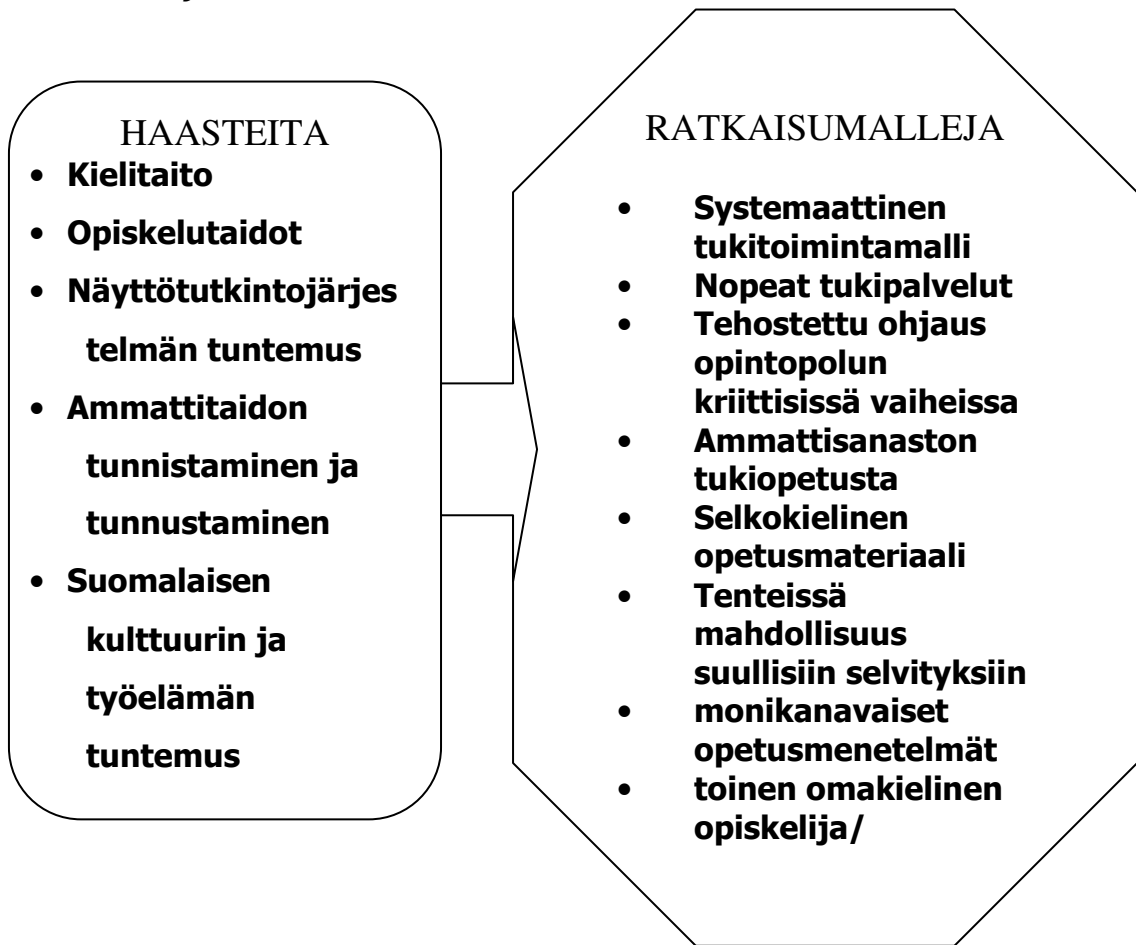 HAASTEITA
• Kielitaito
• Opiskelutaidot
• Näyttötutkintojärjes
telmän tuntemus
• Ammattitaidon
tunnistaminen ja
tunnustaminen
• Suomalaisen
kulttuurin ja
työelämän
tuntemus
RATKAISUMALLEJA
• Systemaattinen
tukitoimintamalli
• Nopeat tukipalvelut
• Tehostettu ohjaus
opintopolun
kriittisissä vaiheissa
• Ammattisanaston
tukiopetusta
• Selkokielinen
opetusmateriaali
• Tenteissä
mahdollisuus
suullisiin selvityksiin
• monikanavaiset
opetusmenetelmät
• toinen omakielinen
opiskelija/